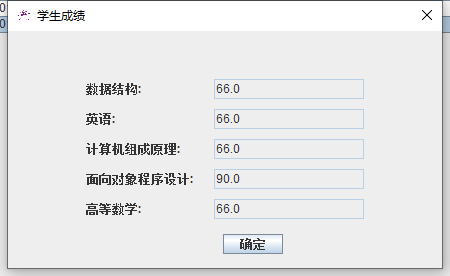 学生成绩
数据结构: 66.0
英语: 66.0
计算机组成原理: 66.0
面向对象程序设计: 90.0
高等数学: 66.0
确定